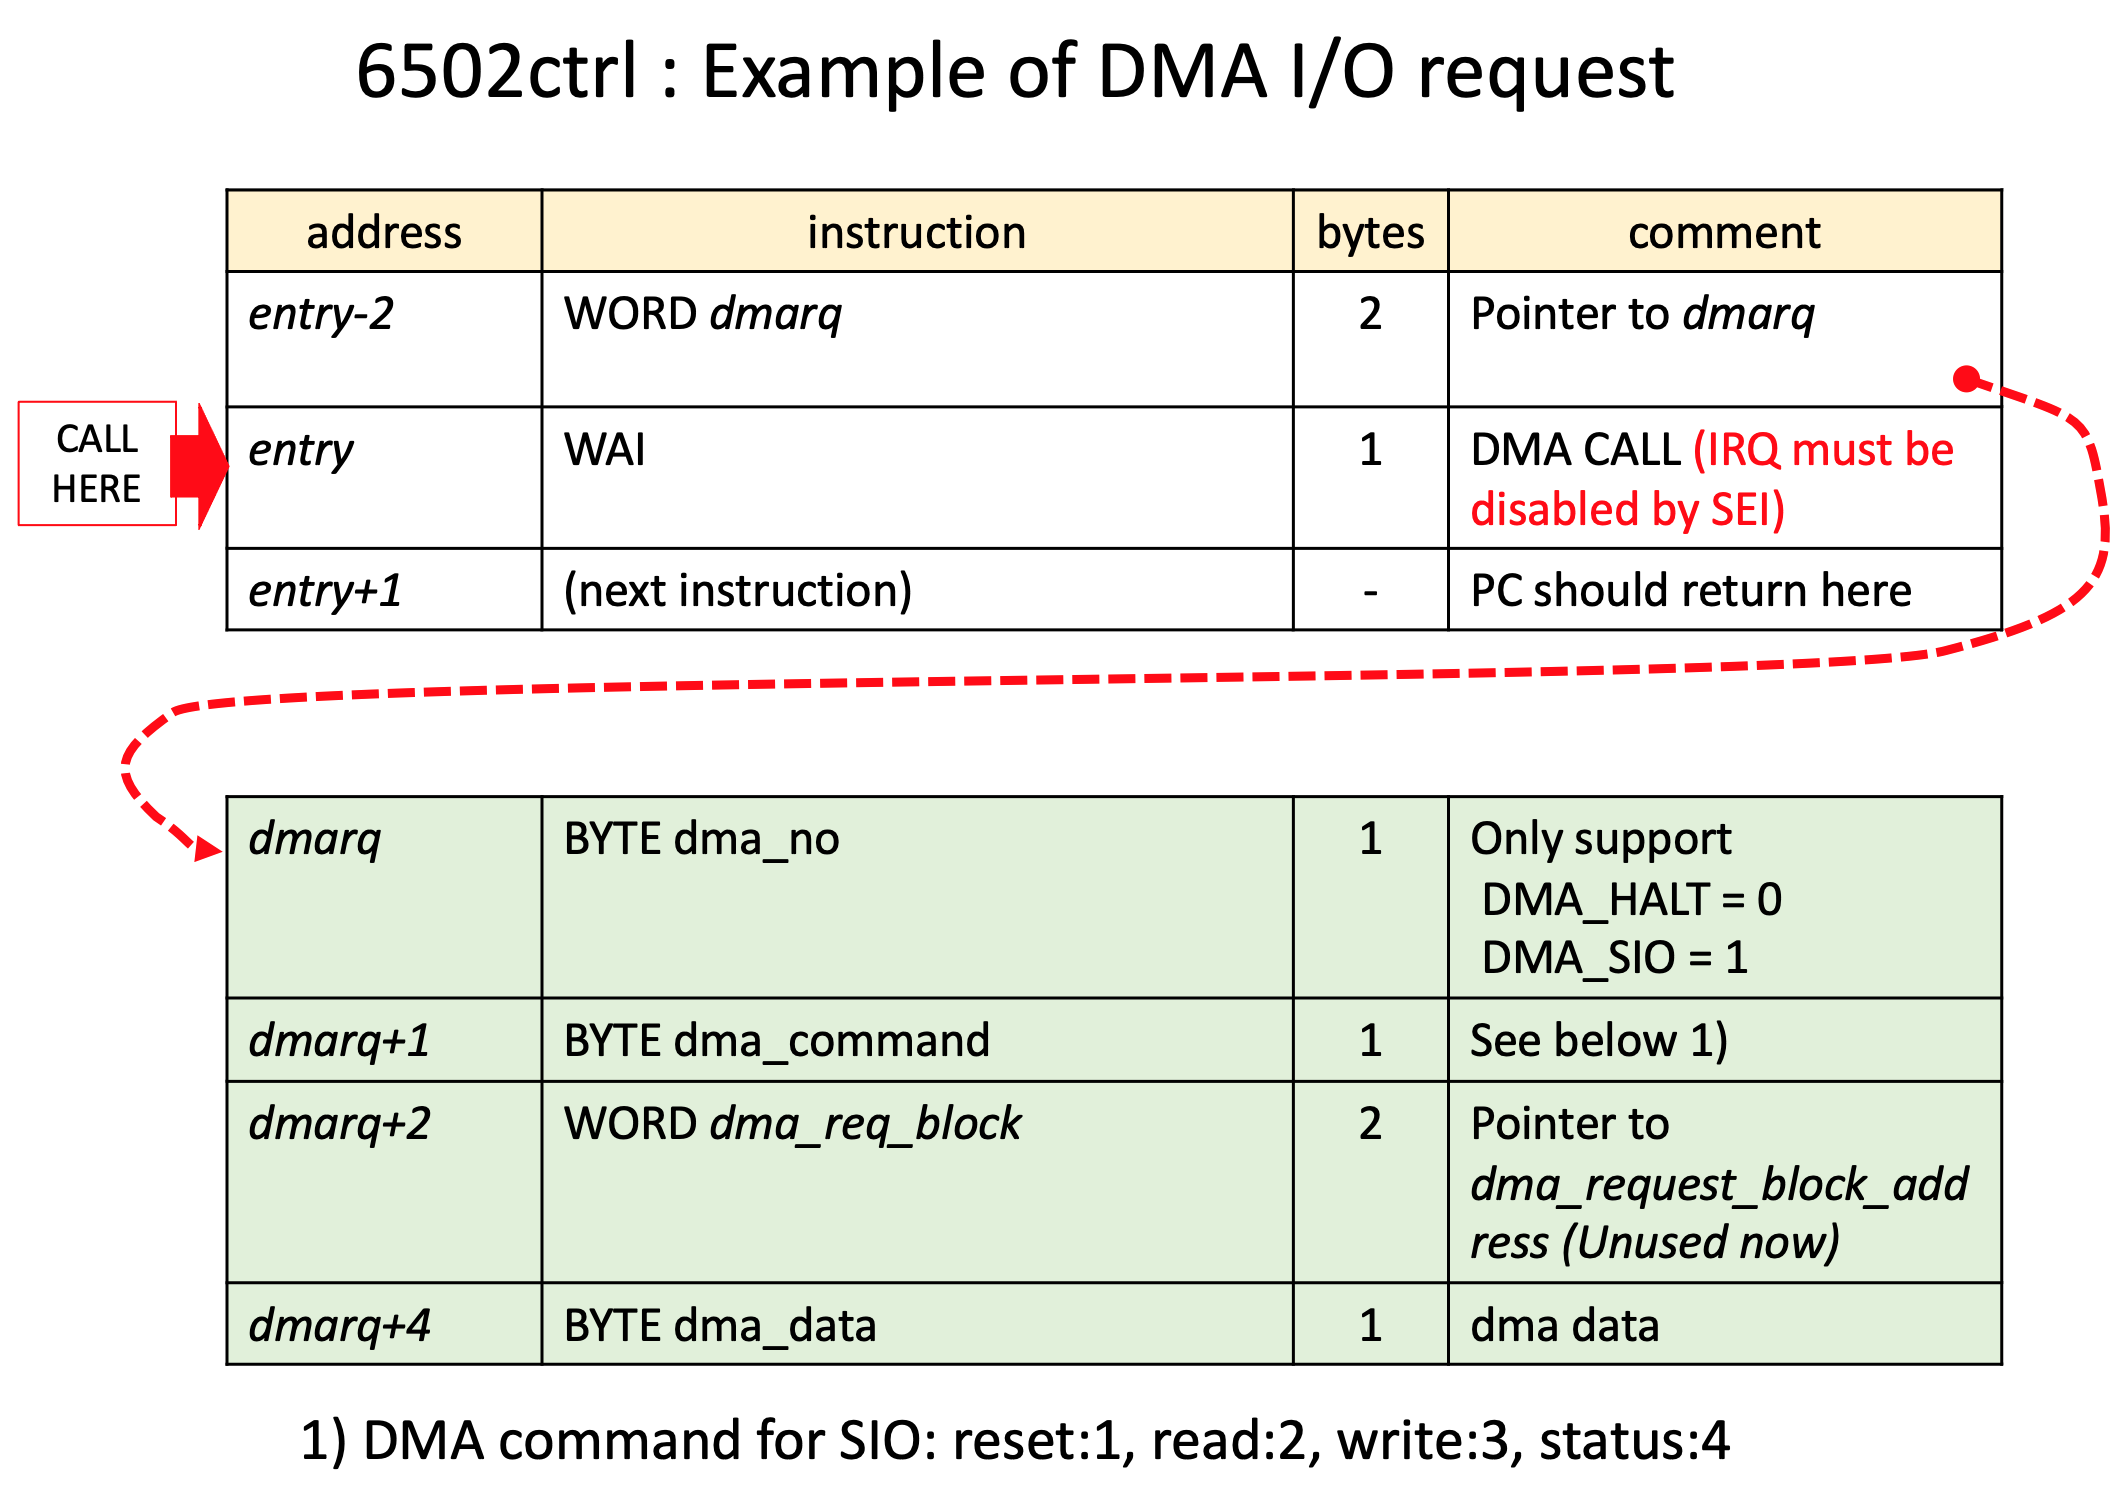 6502ctrl : Example of DMA I/O request
address instruction bytes comment
entry-2 WORD dmarq 2 Pointer to dmarq
CALL
HERE
entry WAI 1 DMA CALL (IRQ must be
disabled by SEI)
entry+1 (next instruction) - PC should return here
dmarq BYTE dma_no 1 Only support
DMA_HALT = 0
DMA_SIO = 1
dmarq+1 BYTE dma_command 1 See below 1)
dmarq+2 WORD dma_req_block 2 Pointer to
dma_request_block_add
ress (Unused now)
dmarq+4 BYTE dma_data 1 dma data
1) DMA command for SIO: reset:1, read:2, write:3, status:4